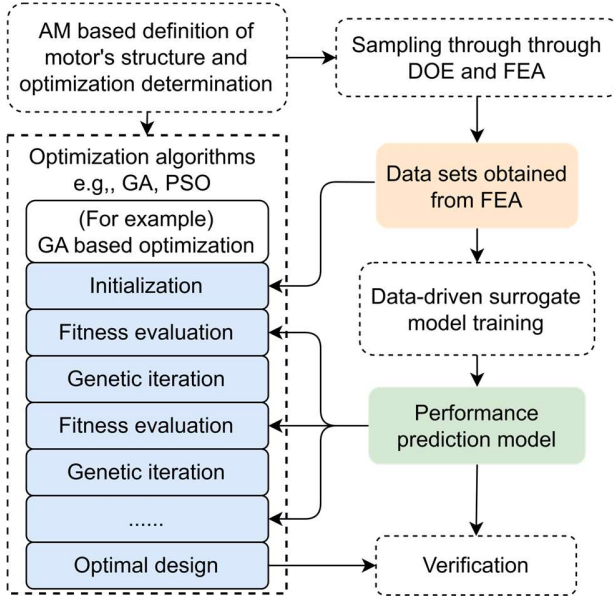 AM based definition of
motor's structure and
optimization determination
Sampling through through
DOE and FEA
Optimization algorithms
e.g,, GA, PSO
(For example)
GA based optimization
Initialization
Fitness evaluation
Genetic iteration
Fitness evaluation
Genetic iteration
......
Optimal design
Data sets obtained
from FEA
Data-driven surrogate
model training
Performance
prediction model
Verification